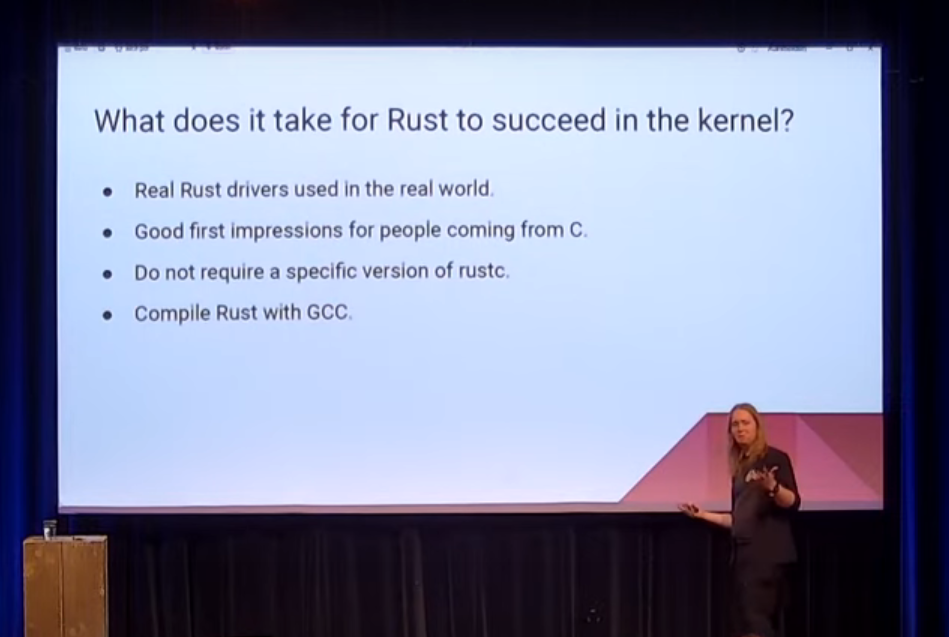 What does it take for Rust to succeed in the kernel?
Real Rust drivers used in the real world.
Good first impressions for people coming from C.
Do not require a specific version of rustc.
Compile Rust with GCC.